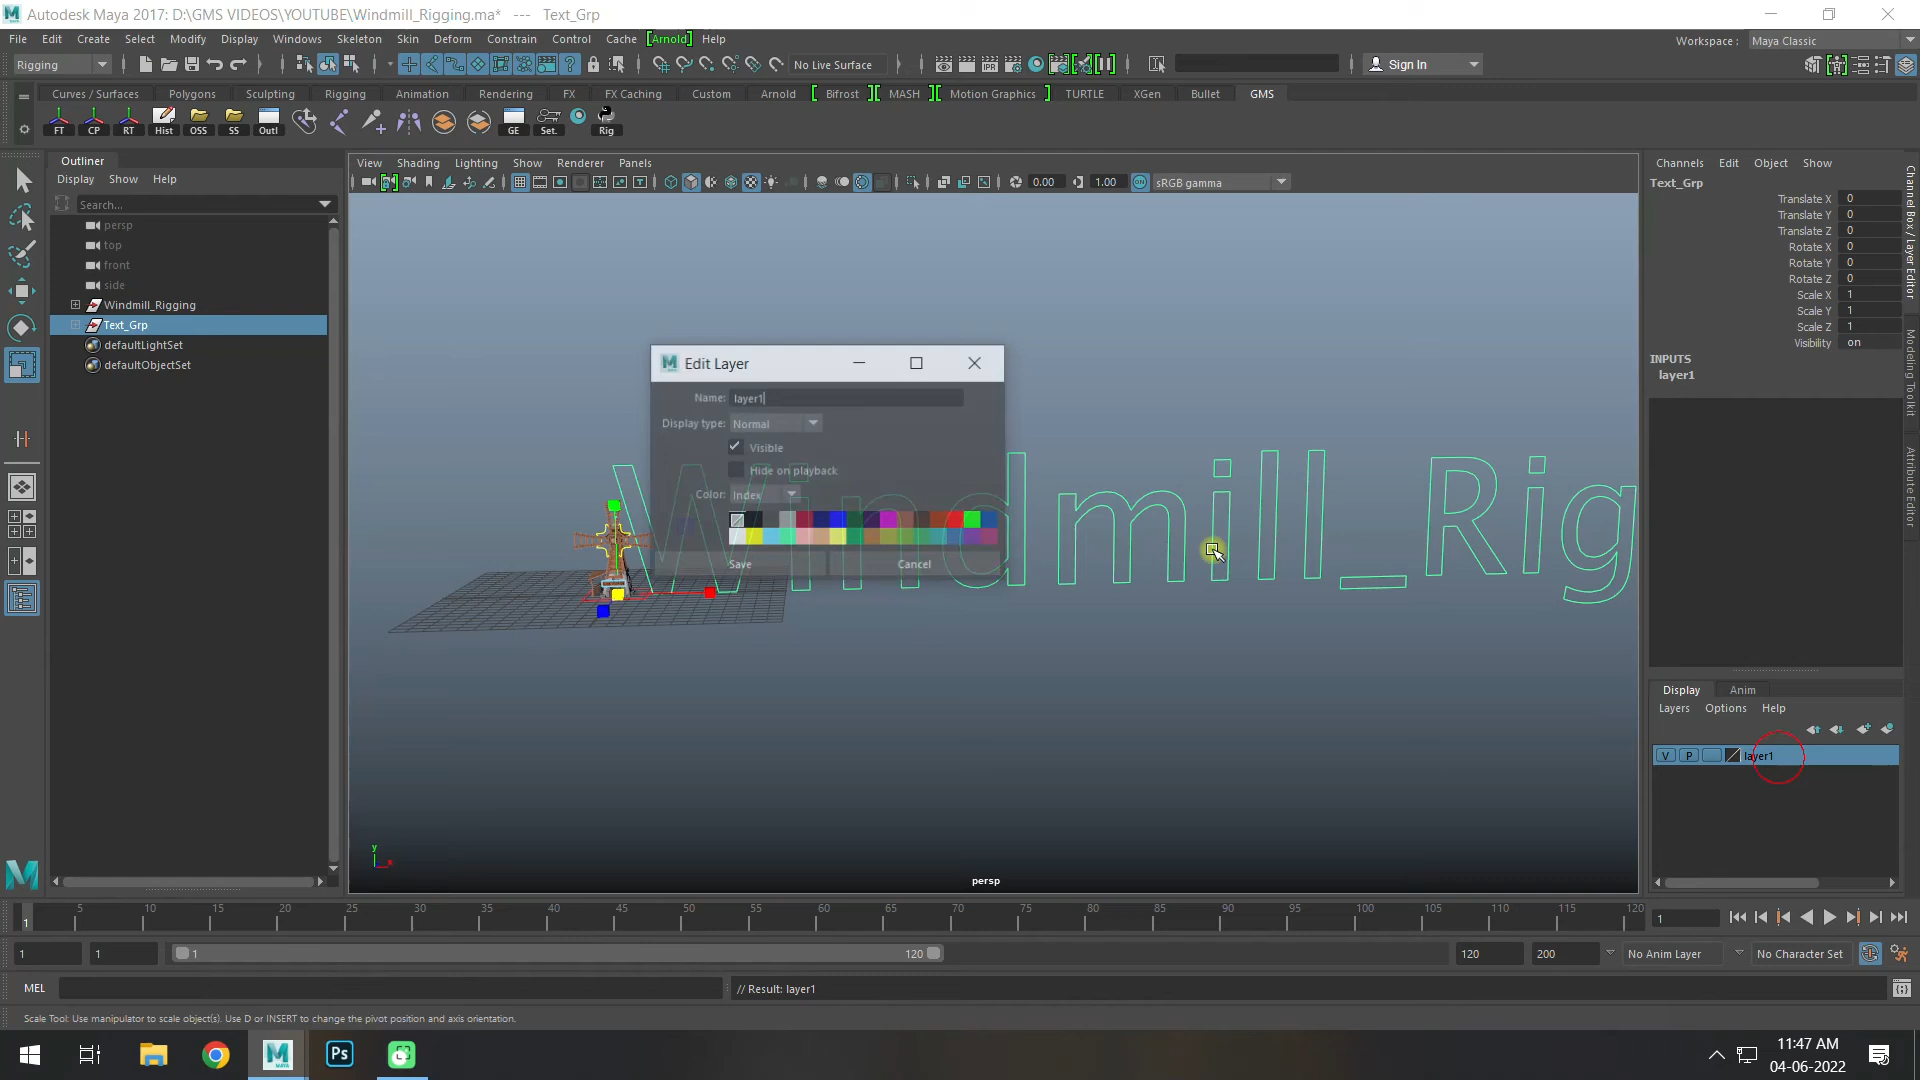 Autodesk Maya 2017: D:\GMS VIDEOS\YOUTUBE\Windmill_Rigging.ma* --- Text_Grp
File Edit Create Select Modify Display Windows Skeleton Skin Deform Constrain Control Cache [Arnold] Help
Workspace : Maya Classic
Rigging No Live Surface Sign In
Curves / Surfaces Polygons Sculpting Rigging Animation Rendering FX FX Caching Custom Arnold Bifrost MASH Motion Graphics TURTLE XGen Bullet GMS
FT CP RT Hist OSS SS Outl GE Set. Rig
Outliner
Display Show Help
Search...
persp
top
front
side
Windmill_Rigging
Text_Grp
defaultLightSet
defaultObjectSet
View Shading Lighting Show Renderer Panels
0.00 1.00 ON sRGB gamma
Edit Layer
Name: layer1
Display type: Normal
Visible
Hide on playback
Color: Index
Save Cancel
Windmill_Rig
y
x
persp
Channels Edit Object Show
Text_Grp
Translate X 0
Translate Y 0
Translate Z 0
Rotate X 0
Rotate Y 0
Rotate Z 0
Scale X 1
Scale Y 1
Scale Z 1
Visibility on
INPUTS
layer1
Channel Box / Layer Editor
Modeling Toolkit
Attribute Editor
Display Anim
Layers Options Help
V P layer1
1 5 10 15 20 25 30 35 40 45 50 55 60 65 70 75 80 85 90 95 100 105 110 115 120 1
1 1 1 120 120 200 No Anim Layer No Character Set
MEL // Result: layer1
Scale Tool: Use manipulator to scale object(s). Use D or INSERT to change the pivot position and axis orientation.
M MAYA Ps
11:47 AM
04-06-2022